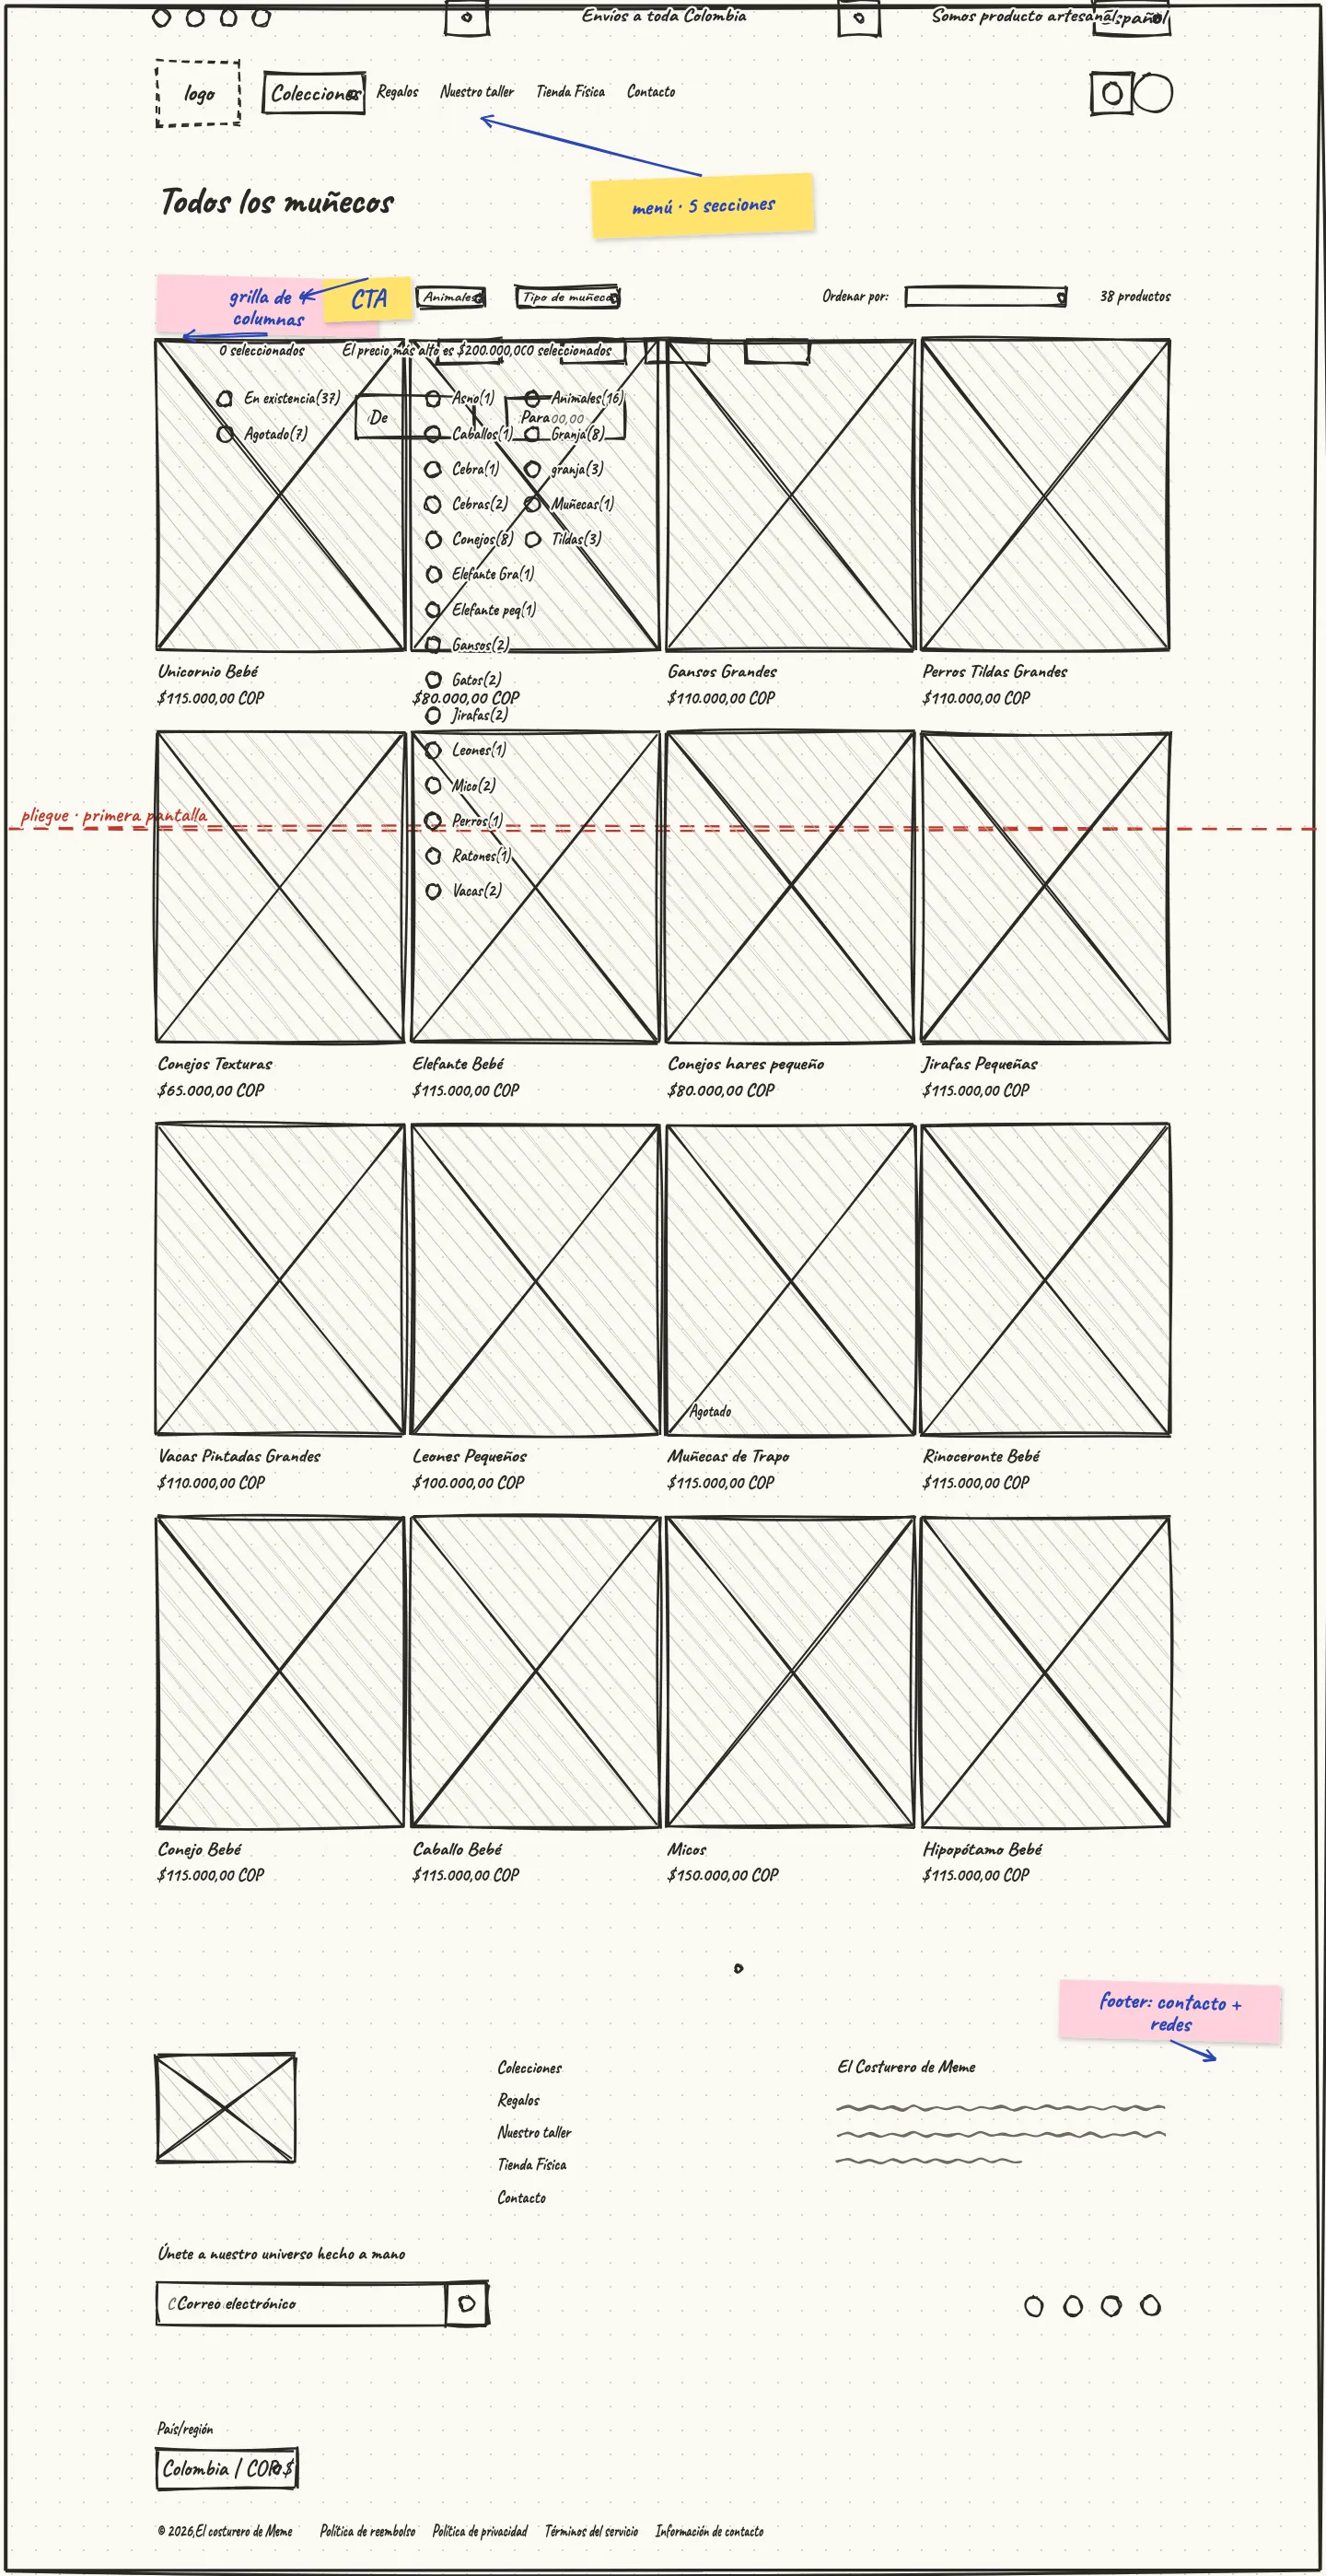 Envíos a toda Colombia
Somos producto artesanal
Español
logo
Colecciones
Regalos
Nuestro taller
Tienda Física
Contacto
Todos los muñecos
menú · 5 secciones
grilla de 4
columnas
CTA
Animales
Tipo de muñeca
Ordenar por:
38 productos
0 seleccionados
El precio más alto es $200.000,00
0 seleccionados
En existencia(37)
Agotado(7)
De
Para
Asno(1)
Caballos(1)
Cebra(1)
Cebras(2)
Conejos(8)
Elefante Gra(1)
Elefante peq(1)
Gansos(2)
Gatos(2)
Jirafas(2)
Leones(1)
Mico(2)
Perros(1)
Ratones(1)
Vacas(2)
Animales(16)
Granja(8)
granja(3)
Muñecas(1)
Tildas(3)
Unicornio Bebé
$115.000,00 COP
$80.000,00 COP
Gansos Grandes
$110.000,00 COP
Perros Tildas Grandes
$110.000,00 COP
pliegue · primera pantalla
Conejos Texturas
$65.000,00 COP
Elefante Bebé
$115.000,00 COP
Conejos hares pequeño
$80.000,00 COP
Jirafas Pequeñas
$115.000,00 COP
Agotado
Vacas Pintadas Grandes
$110.000,00 COP
Leones Pequeños
$100.000,00 COP
Muñecas de Trapo
$115.000,00 COP
Rinoceronte Bebé
$115.000,00 COP
Conejo Bebé
$115.000,00 COP
Caballo Bebé
$115.000,00 COP
Micos
$150.000,00 COP
Hipopótamo Bebé
$115.000,00 COP
footer: contacto +
redes
Colecciones
Regalos
Nuestro taller
Tienda Física
Contacto
El Costurero de Meme
Únete a nuestro universo hecho a mano
Correo electrónico
País/región
Colombia | COP $
© 2026,El costurero de Meme
Política de reembolso
Política de privacidad
Términos del servicio
Información de contacto